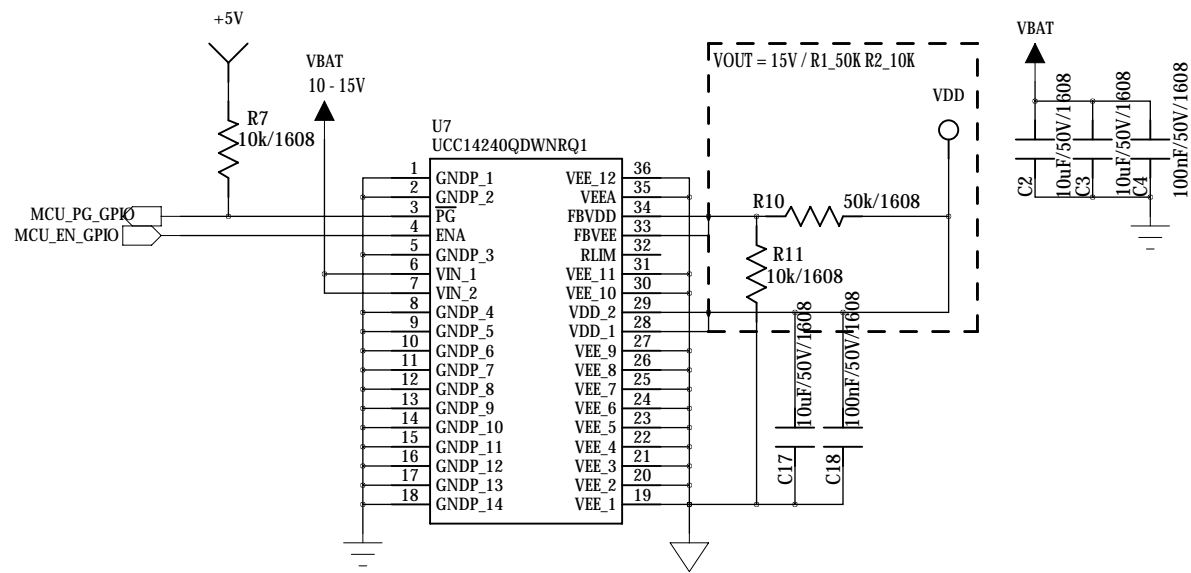 +5V
VBAT
10 - 15V
R7
10k/1608
MCU_PG_GPIO
MCU_EN_GPIO
U7
UCC14240QDWNRQ1
1 GNDP_1 VEE_12 36
2 GNDP_2 VEEA 35
3 PG FBVDD 34
4 ENA FBVEE 33
5 GNDP_3 RLIM 32
6 VIN_1 VEE_11 31
7 VIN_2 VEE_10 30
8 GNDP_4 VDD_2 29
9 GNDP_5 VDD_1 28
10 GNDP_6 VEE_9 27
11 GNDP_7 VEE_8 26
12 GNDP_8 VEE_7 25
13 GNDP_9 VEE_6 24
14 GNDP_10 VEE_5 23
15 GNDP_11 VEE_4 22
16 GNDP_12 VEE_3 21
17 GNDP_13 VEE_2 20
18 GNDP_14 VEE_1 19
VOUT = 15V / R1_50K R2_10K
VDD
R10 50k/1608
R11
10k/1608
C17
10uF/50V/1608
C18
100nF/50V/1608
VBAT
C2
10uF/50V/1608
C3
10uF/50V/1608
C4
100nF/50V/1608